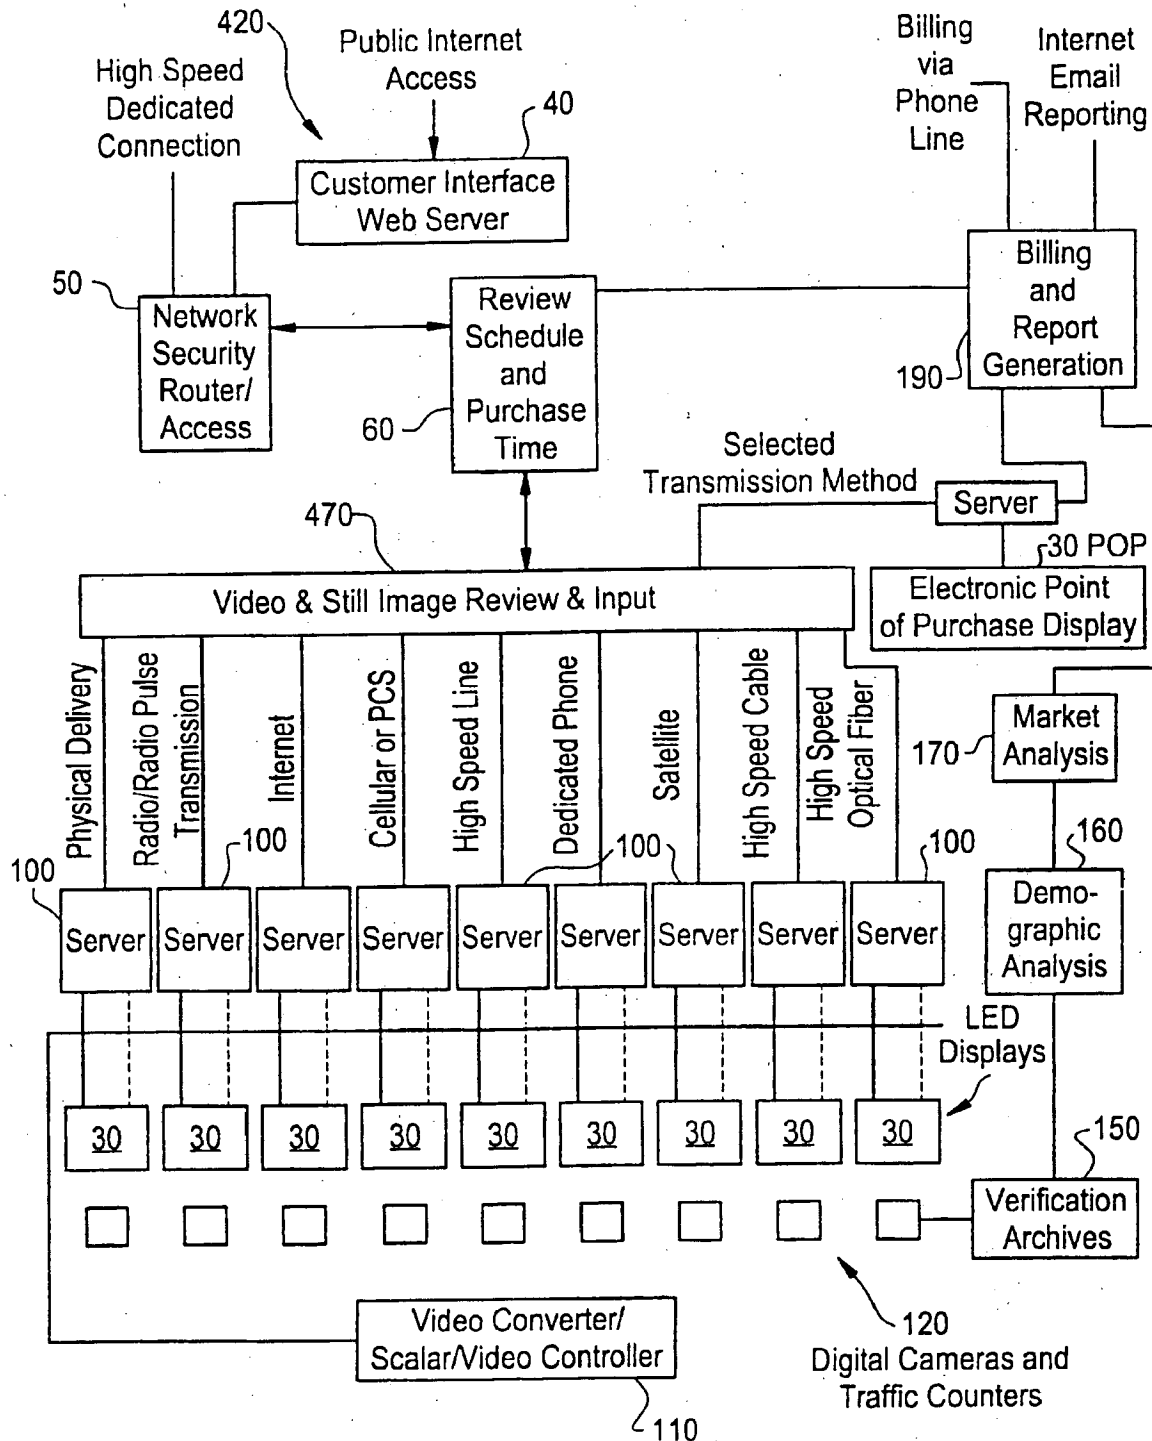 420
Public Internet
Access
High Speed
Dedicated
Connection
40
Customer Interface
Web Server
Billing
via
Phone
Line
Internet
Email
Reporting
50
Network
Security
Router/
Access
Review
Schedule
and
Purchase
Time
60
Billing
and
Report
Generation
190
Selected
Transmission Method
Server
470
Video & Still Image Review & Input
30 POP
Electronic Point
of Purchase Display
Physical Delivery
Radio/Radio Pulse
Transmission
Internet
Cellular or PCS
High Speed Line
Dedicated Phone
Satellite
High Speed Cable
High Speed
Optical Fiber
Market
Analysis
170
100
100
100
100
160
Server
Server
Server
Server
Server
Server
Server
Server
Server
Demo-
graphic
Analysis
LED
Displays
30
30
30
30
30
30
30
30
30
150
Verification
Archives
Video Converter/
Scalar/Video Controller
110
120
Digital Cameras and
Traffic Counters